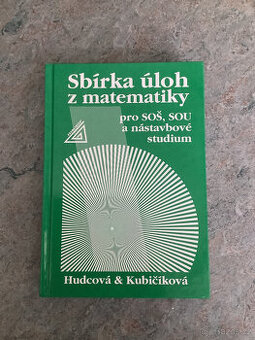 Sbírka úloh
z matematiky
pro SOŠ, SOU
a nástavbové
studium
Hudcová & Kubičíková